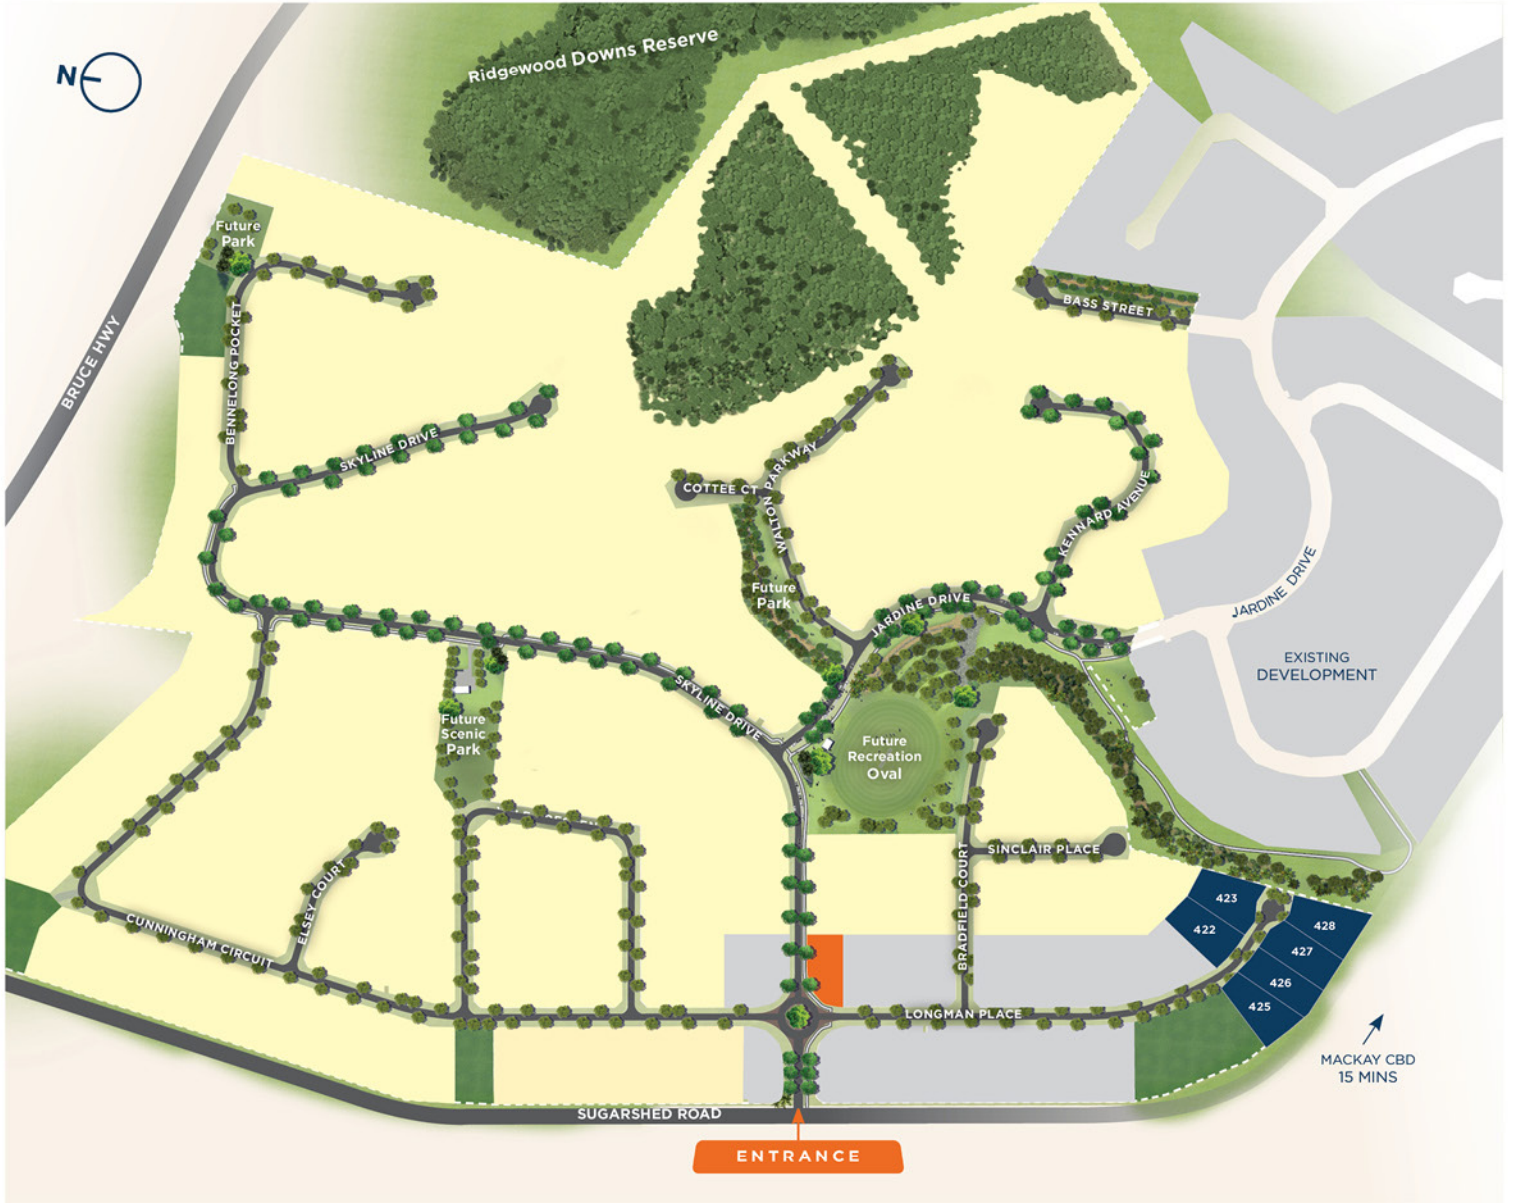 Ridgewood Downs Reserve
N
Future
Park
BASS STREET
BRUCE HWY
BENNELONG POCKET
SKYLINE DRIVE
WALTON PARKWAY
COTTEE CT
KENNARD AVENUE
JARDINE DRIVE
Future
Park
JARDINE DRIVE
EXISTING
DEVELOPMENT
SKYLINE DRIVE
Future
Scenic
Park
Future
Recreation
Oval
SINCLAIR PLACE
ELSEY COURT
BRADFIELD COURT
CUNNINGHAM CIRCUIT
423
422
428
427
426
425
LONGMAN PLACE
MACKAY CBD
15 MINS
SUGARSHED ROAD
ENTRANCE